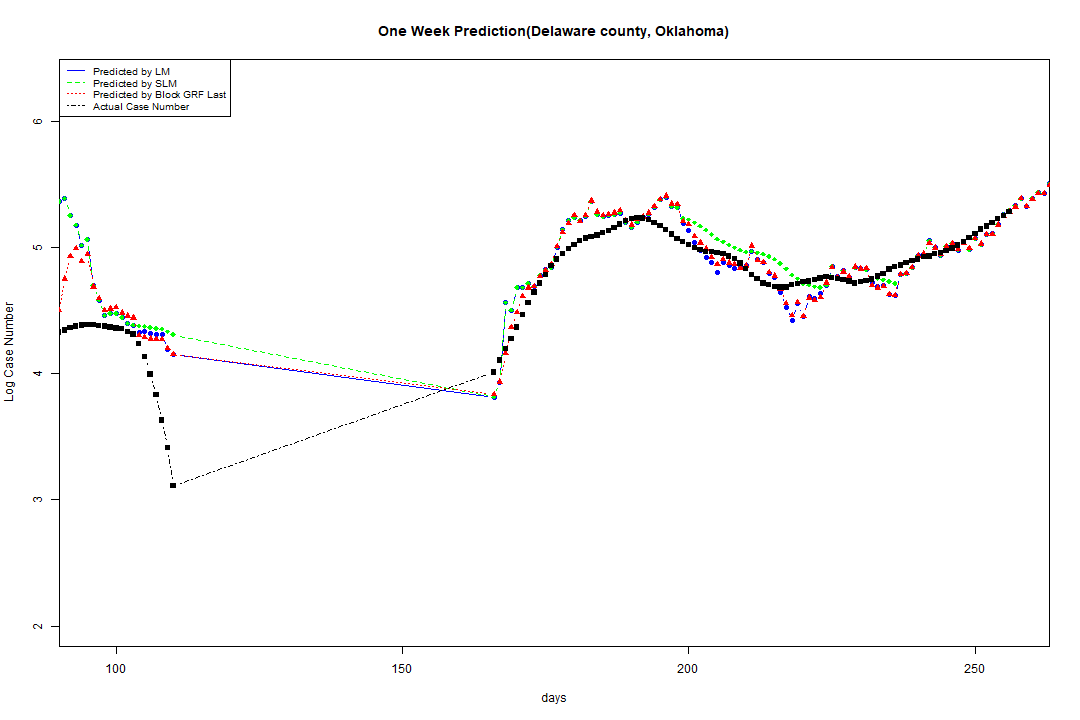 One Week Prediction(Delaware county, Oklahoma)
Predicted by LM
Predicted by SLM
Predicted by Block GRF Last
Actual Case Number
Log Case Number
6
5
4
3
2
100
150
200
250
days